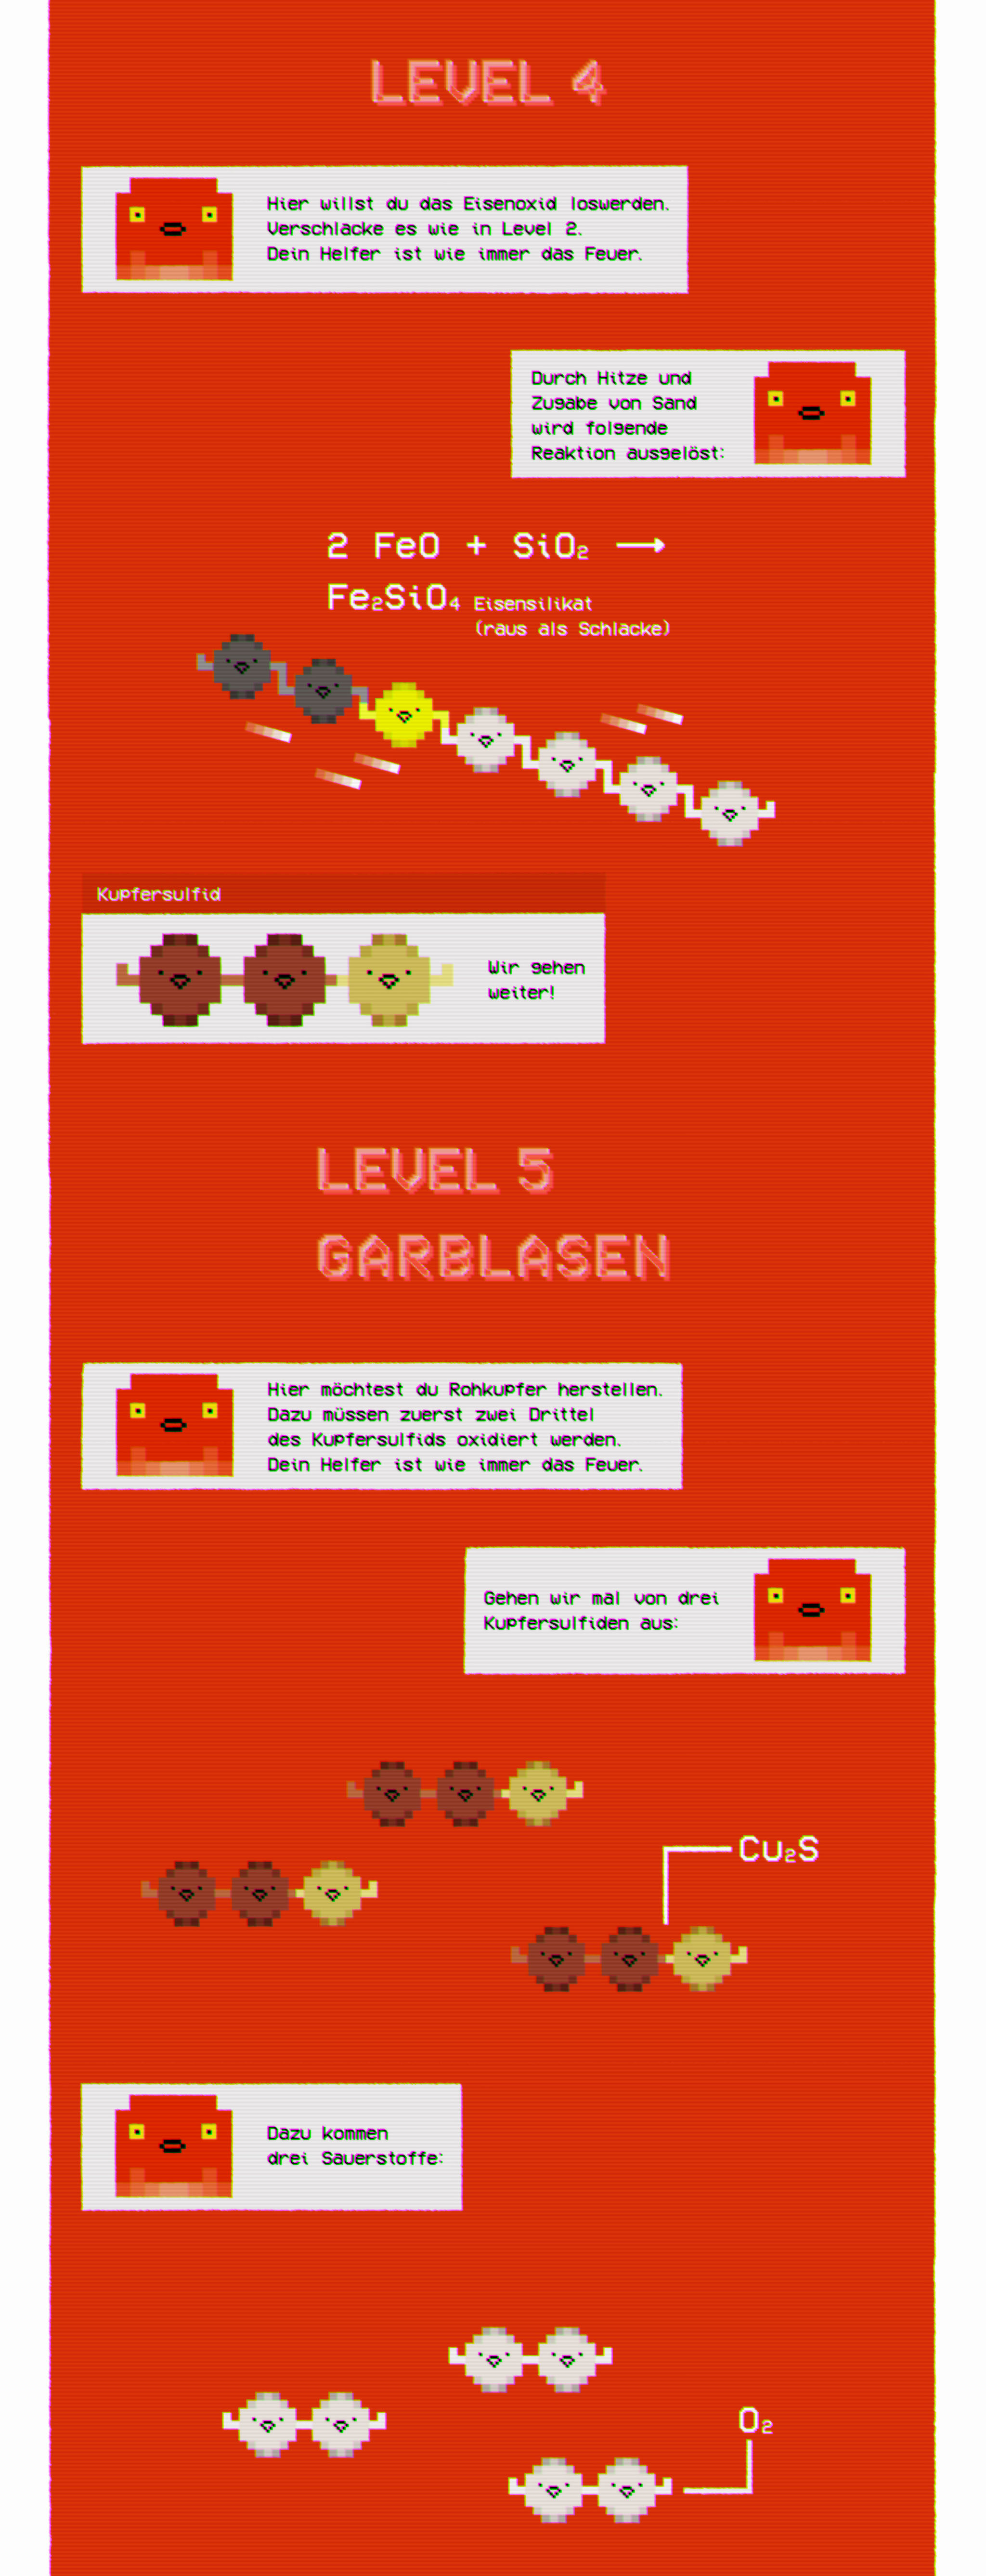 LEVEL 4
Hier willst du das Eisenoxid loswerden.
Verschlacke es wie in Level 2.
Dein Helfer ist wie immer das Feuer.
Durch Hitze und
Zugabe von Sand
wird folgende
Reaktion ausgelöst:
2 FeO + SiO₂ ⟶
Fe₂SiO₄ Eisensilikat
(raus als Schlacke)
Kupfersulfid
Wir gehen
weiter!
LEVEL 5
GARBLASEN
Hier möchtest du Rohkupfer herstellen.
Dazu müssen zuerst zwei Drittel
des Kupfersulfids oxidiert werden.
Dein Helfer ist wie immer das Feuer.
Gehen wir mal von drei
Kupfersulfiden aus:
Cu₂S
Dazu kommen
drei Sauerstoffe:
O₂